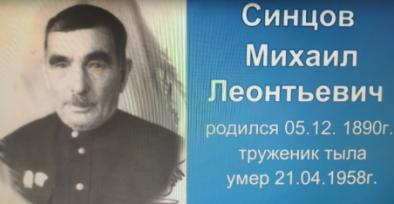 Синцов
Михаил
Леонтьевич
родился 05.12. 1890г.
труженик тыла
умер 21.04.1958г.